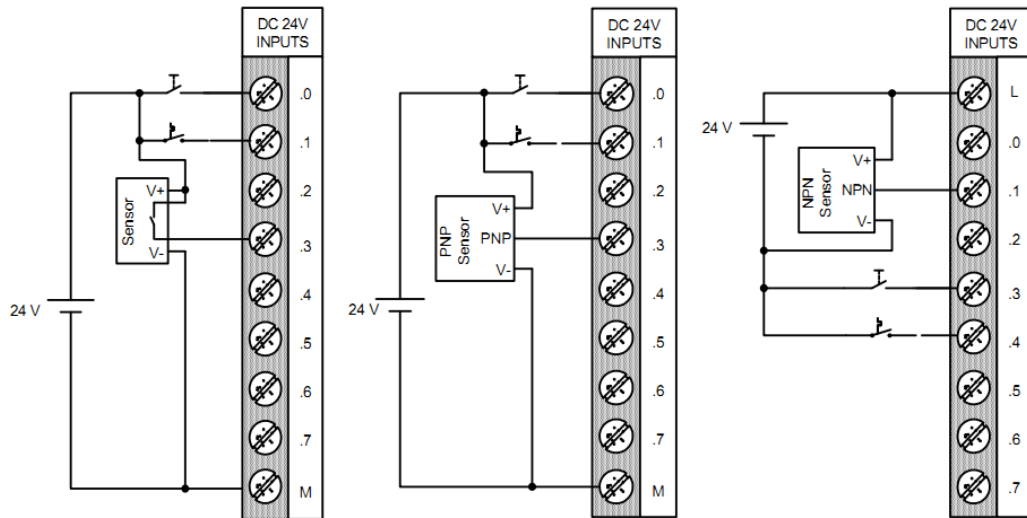 DC 24V
INPUTS
.0
.1
.2
.3
.4
.5
.6
.7
M
24 V
Sensor
V+
V-
DC 24V
INPUTS
.0
.1
.2
.3
.4
.5
.6
.7
M
24 V
PNP
Sensor
V+
PNP
V-
DC 24V
INPUTS
L
.0
.1
.2
.3
.4
.5
.6
.7
24 V
NPN
Sensor
V+
NPN
V-